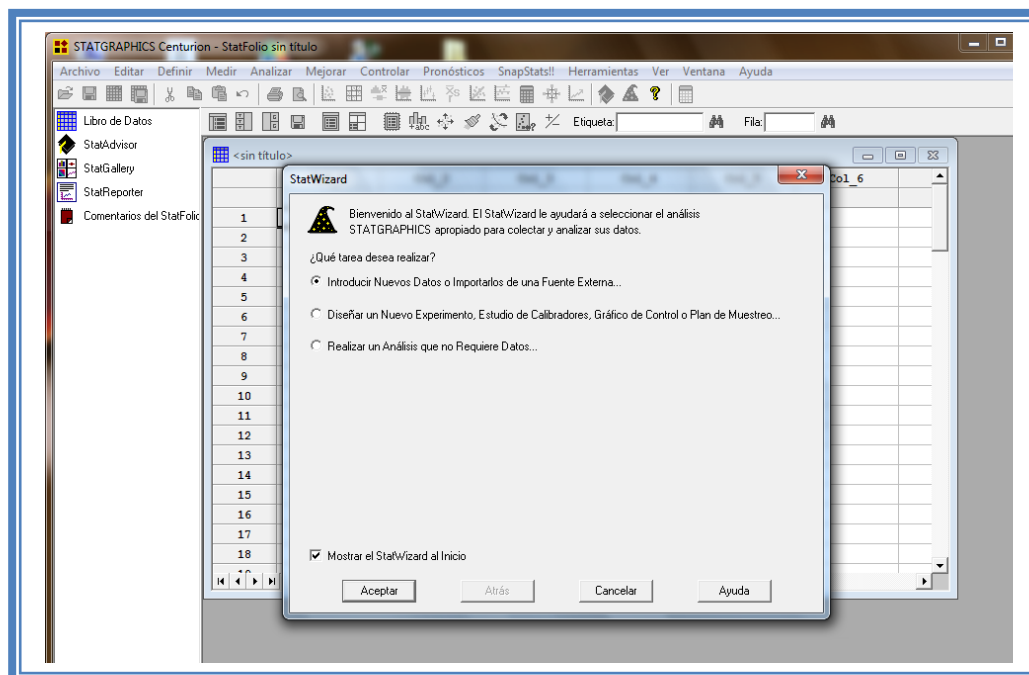 STATGRAPHICS Centurion - StatFolio sin título
Archivo Editar Definir Medir Analizar Mejorar Controlar Pronósticos SnapStats!! Herramientas Ver Ventana Ayuda
Libro de Datos
StatAdvisor
StatGallery
StatReporter
Comentarios del StatFolio
Etiqueta:
Fila:
<sin título>
Col_6
1
2
3
4
5
6
7
8
9
10
11
12
13
14
15
16
17
18
StatWizard
Bienvenido al StatWizard. El StatWizard le ayudará a seleccionar el análisis
STATGRAPHICS apropiado para colectar y analizar sus datos.
¿Qué tarea desea realizar?
Introducir Nuevos Datos o Importarlos de una Fuente Externa...
Diseñar un Nuevo Experimento, Estudio de Calibradores, Gráfico de Control o Plan de Muestreo...
Realizar un Análisis que no Requiere Datos...
Mostrar el StatWizard al Inicio
Aceptar Atrás Cancelar Ayuda